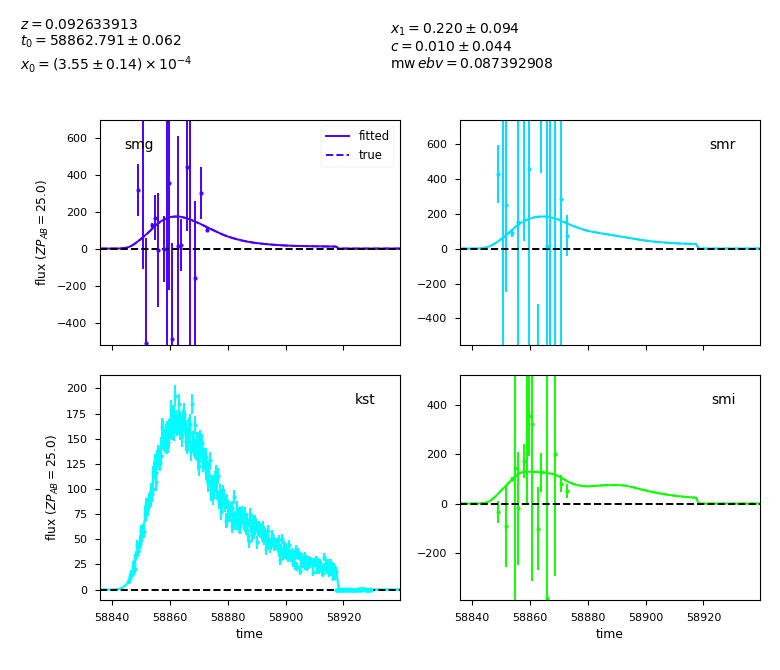 z = 0.092633913
t₀ = 58862.791 ± 0.062
x₀ = (3.55 ± 0.14) × 10⁻⁴
x₁ = 0.220 ± 0.094
c = 0.010 ± 0.044
mw ebv = 0.087392908
smg
fitted
true
600
400
200
0
−200
−400
flux (ZP_AB = 25.0)
smr
600
400
200
0
−200
−400
kst
200
175
150
125
100
75
50
25
0
flux (ZP_AB = 25.0)
58840 58860 58880 58900 58920
time
smi
400
200
0
−200
58840 58860 58880 58900 58920
time